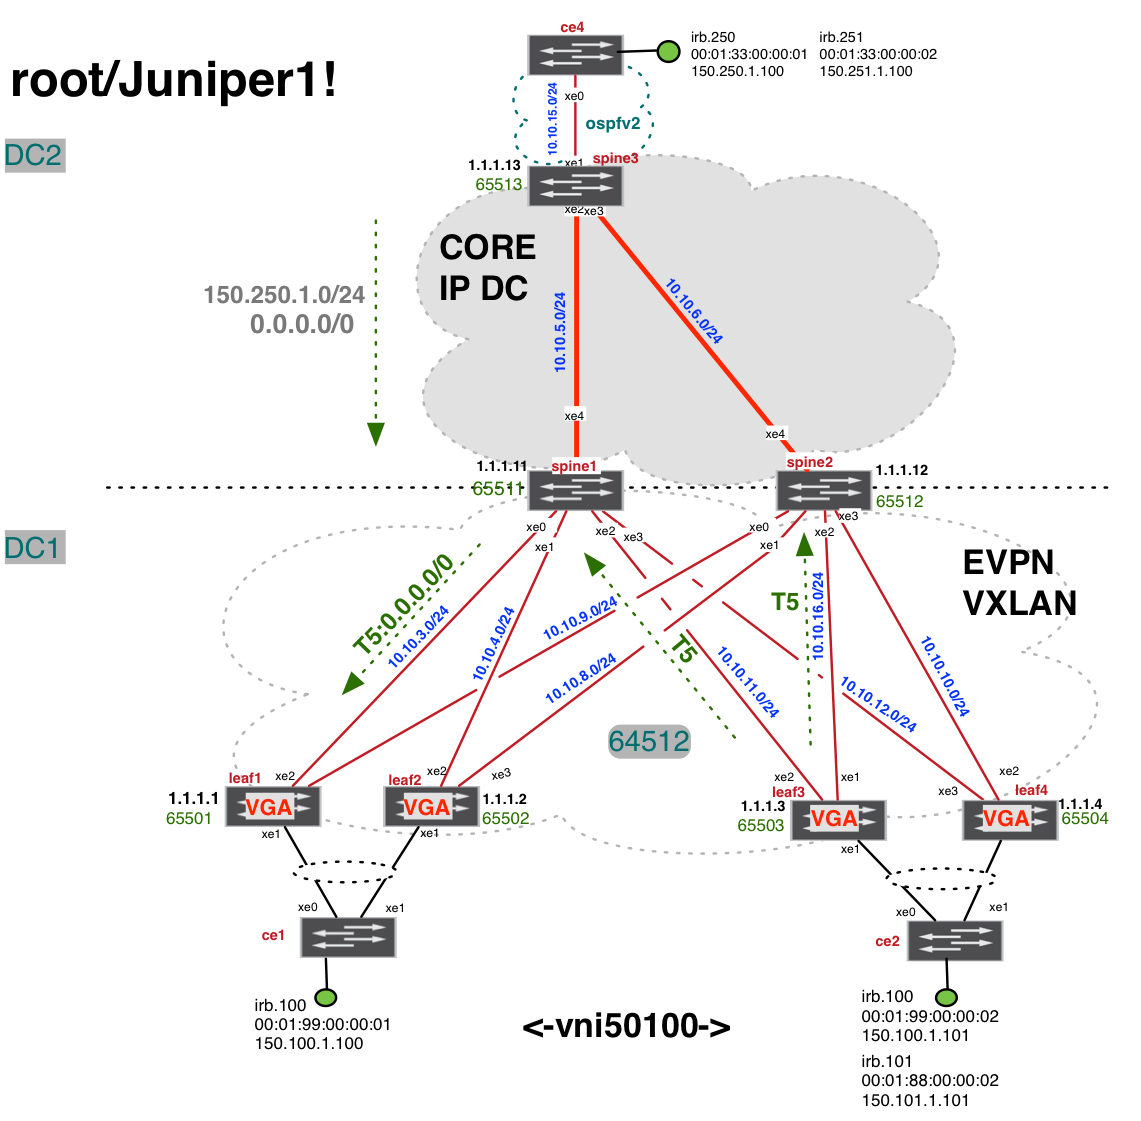 ce4
irb.250
00:01:33:00:00:01
150.250.1.100
irb.251
00:01:33:00:00:02
150.251.1.100
root/Juniper1!
xe0
10.10.15.0/24
ospfv2
DC2
xe1
spine3
1.1.1.13
65513
xe2
xe3
CORE
IP DC
150.250.1.0/24
0.0.0.0/0
10.10.5.0/24
10.10.6.0/24
xe4
xe4
1.1.1.11
spine1
65511
spine2
1.1.1.12
65512
xe0
xe1
xe2
xe3
xe0
xe1
xe2
xe3
DC1
EVPN
VXLAN
T5:0.0.0.0/0
10.10.3.0/24
10.10.4.0/24
10.10.9.0/24
10.10.8.0/24
T5
T5
10.10.16.0/24
10.10.11.0/24
10.10.12.0/24
10.10.10.0/24
64512
leaf1
xe2
1.1.1.1
65501
VGA
xe1
leaf2
xe2
xe3
VGA
1.1.1.2
65502
xe1
xe2
leaf3
xe1
1.1.1.3
65503
VGA
xe1
xe3
xe2
leaf4
VGA
1.1.1.4
65504
xe0
xe1
ce1
xe0
xe1
ce2
irb.100
00:01:99:00:00:01
150.100.1.100
<-vni50100->
irb.100
00:01:99:00:00:02
150.100.1.101
irb.101
00:01:88:00:00:02
150.101.1.101